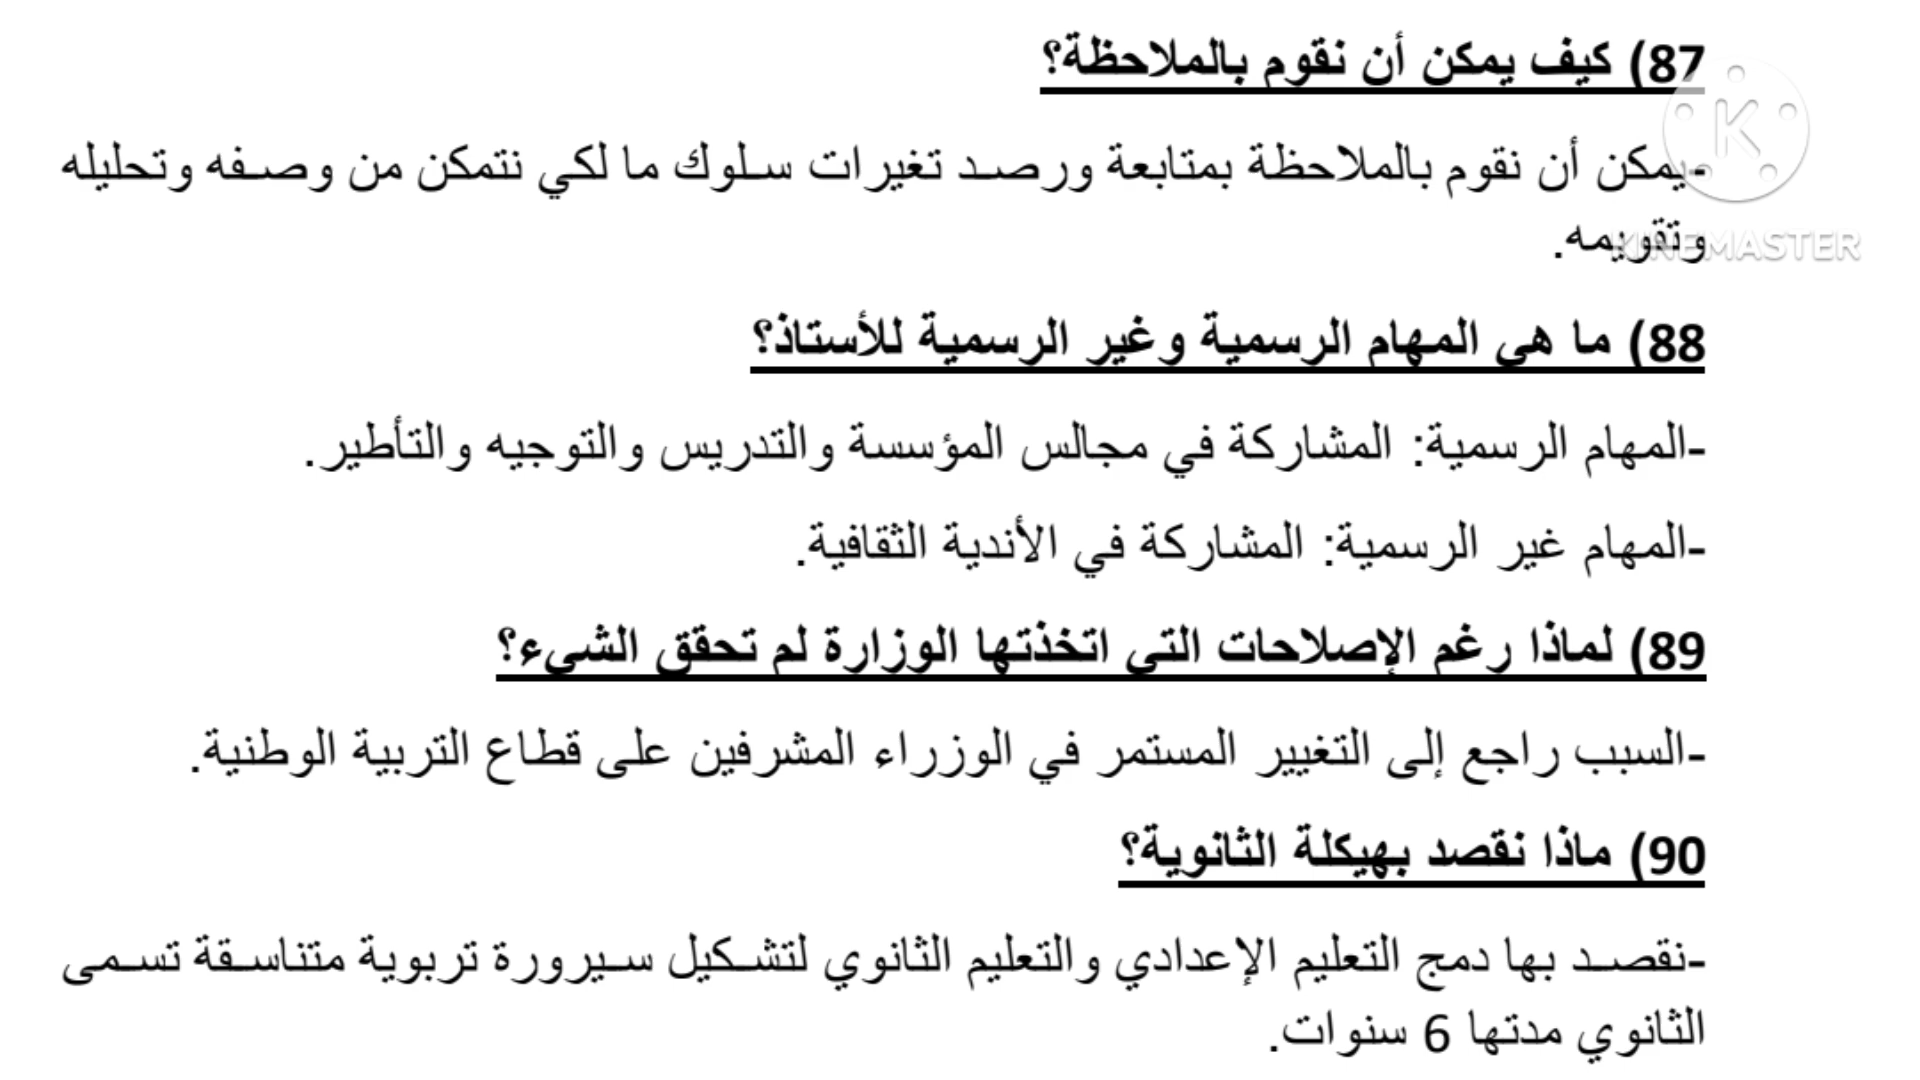 87) كيف يمكن أن نقوم بالملاحظة؟
-يمكن أن نقوم بالملاحظة بمتابعة ورصد تغيرات سلوك ما لكي نتمكن من وصفه وتحليله
وتقويمه.
KINEMASTER
88) ما هي المهام الرسمية وغير الرسمية للأستاذ؟
-المهام الرسمية: المشاركة في مجالس المؤسسة والتدريس والتوجيه والتأطير.
-المهام غير الرسمية: المشاركة في الأندية الثقافية.
89) لماذا رغم الإصلاحات التي اتخذتها الوزارة لم تحقق الشيء؟
-السبب راجع إلى التغيير المستمر في الوزراء المشرفين على قطاع التربية الوطنية.
90) ماذا نقصد بهيكلة الثانوية؟
-نقصد بها دمج التعليم الإعدادي والتعليم الثانوي لتشكيل سيرورة تربوية متناسقة تسمى
الثانوي مدتها 6 سنوات.